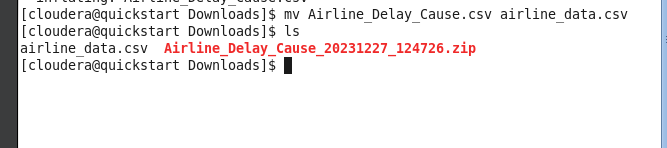 [cloudera@quickstart Downloads]$ mv Airline_Delay_Cause.csv airline_data.csv
[cloudera@quickstart Downloads]$ ls
airline_data.csv  Airline_Delay_Cause_20231227_124726.zip
[cloudera@quickstart Downloads]$